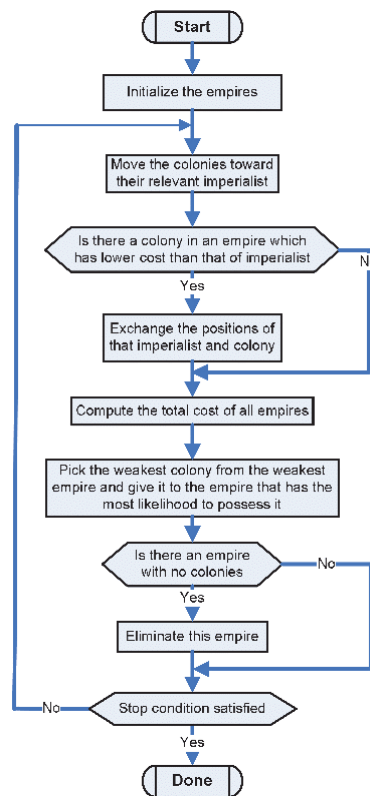 Start
Initialize the empires
Move the colonies toward
their relevant imperialist
Is there a colony in an empire which
has lower cost than that of imperialist
N
Yes
Exchange the positions of
that imperialist and colony
Compute the total cost of all empires
Pick the weakest colony from the weakest
empire and give it to the empire that has the
most likelihood to possess it
Is there an empire
with no colonies
No
Yes
Eliminate this empire
No
Stop condition satisfied
Yes
Done